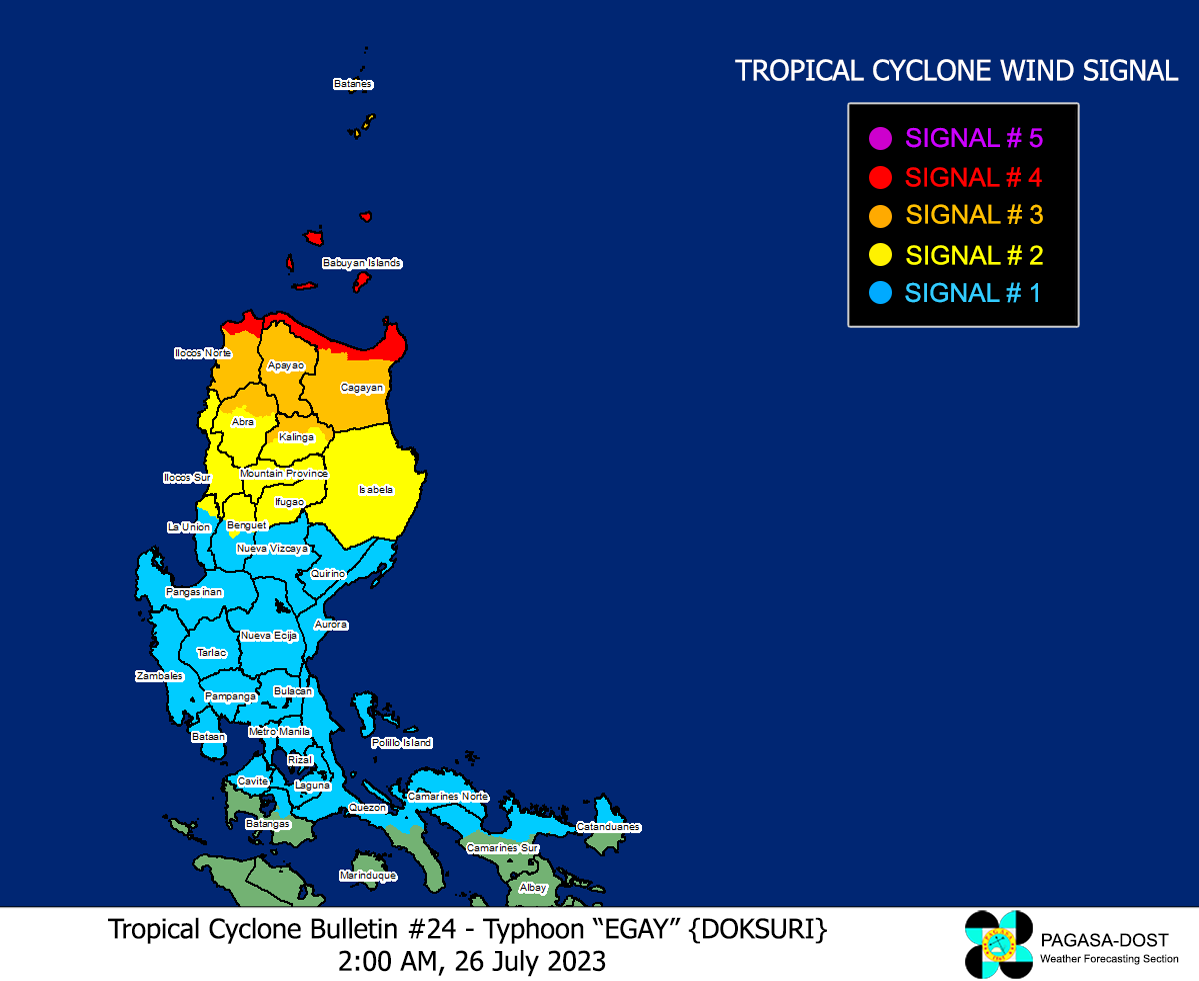 TROPICAL CYCLONE WIND SIGNAL
SIGNAL # 5
SIGNAL # 4
SIGNAL # 3
SIGNAL # 2
SIGNAL # 1
Batanes
Babuyan Islands
Ilocos Norte
Apayao
Cagayan
Abra
Kalinga
Ilocos Sur
Mountain Province
Isabela
Ifugao
La Union
Benguet
Nueva Vizcaya
Quirino
Pangasinan
Aurora
Nueva Ecija
Tarlac
Zambales
Pampanga
Bulacan
Bataan
Metro Manila
Polillo Island
Rizal
Cavite
Laguna
Quezon
Camarines Norte
Batangas
Catanduanes
Camarines Sur
Marinduque
Albay
Tropical Cyclone Bulletin #24 - Typhoon “EGAY” {DOKSURI}
2:00 AM, 26 July 2023
PAGASA-DOST
Weather Forecasting Section